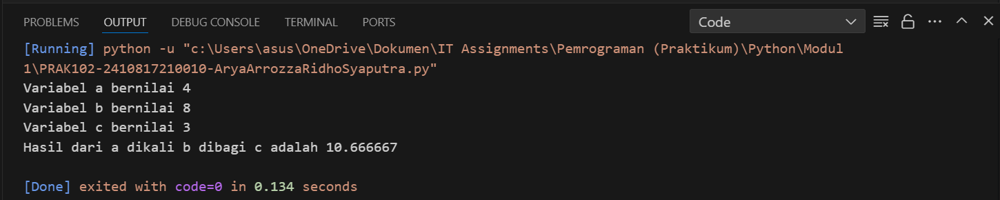 PROBLEMS OUTPUT DEBUG CONSOLE TERMINAL PORTS Code
[Running] python -u "c:\Users\asus\OneDrive\Dokumen\IT Assignments\Pemrograman (Praktikum)\Python\Modul
1\PRAK102-2410817210010-AryaArrozzaRidhoSyaputra.py"
Variabel a bernilai 4
Variabel b bernilai 8
Variabel c bernilai 3
Hasil dari a dikali b dibagi c adalah 10.666667
[Done] exited with code=0 in 0.134 seconds